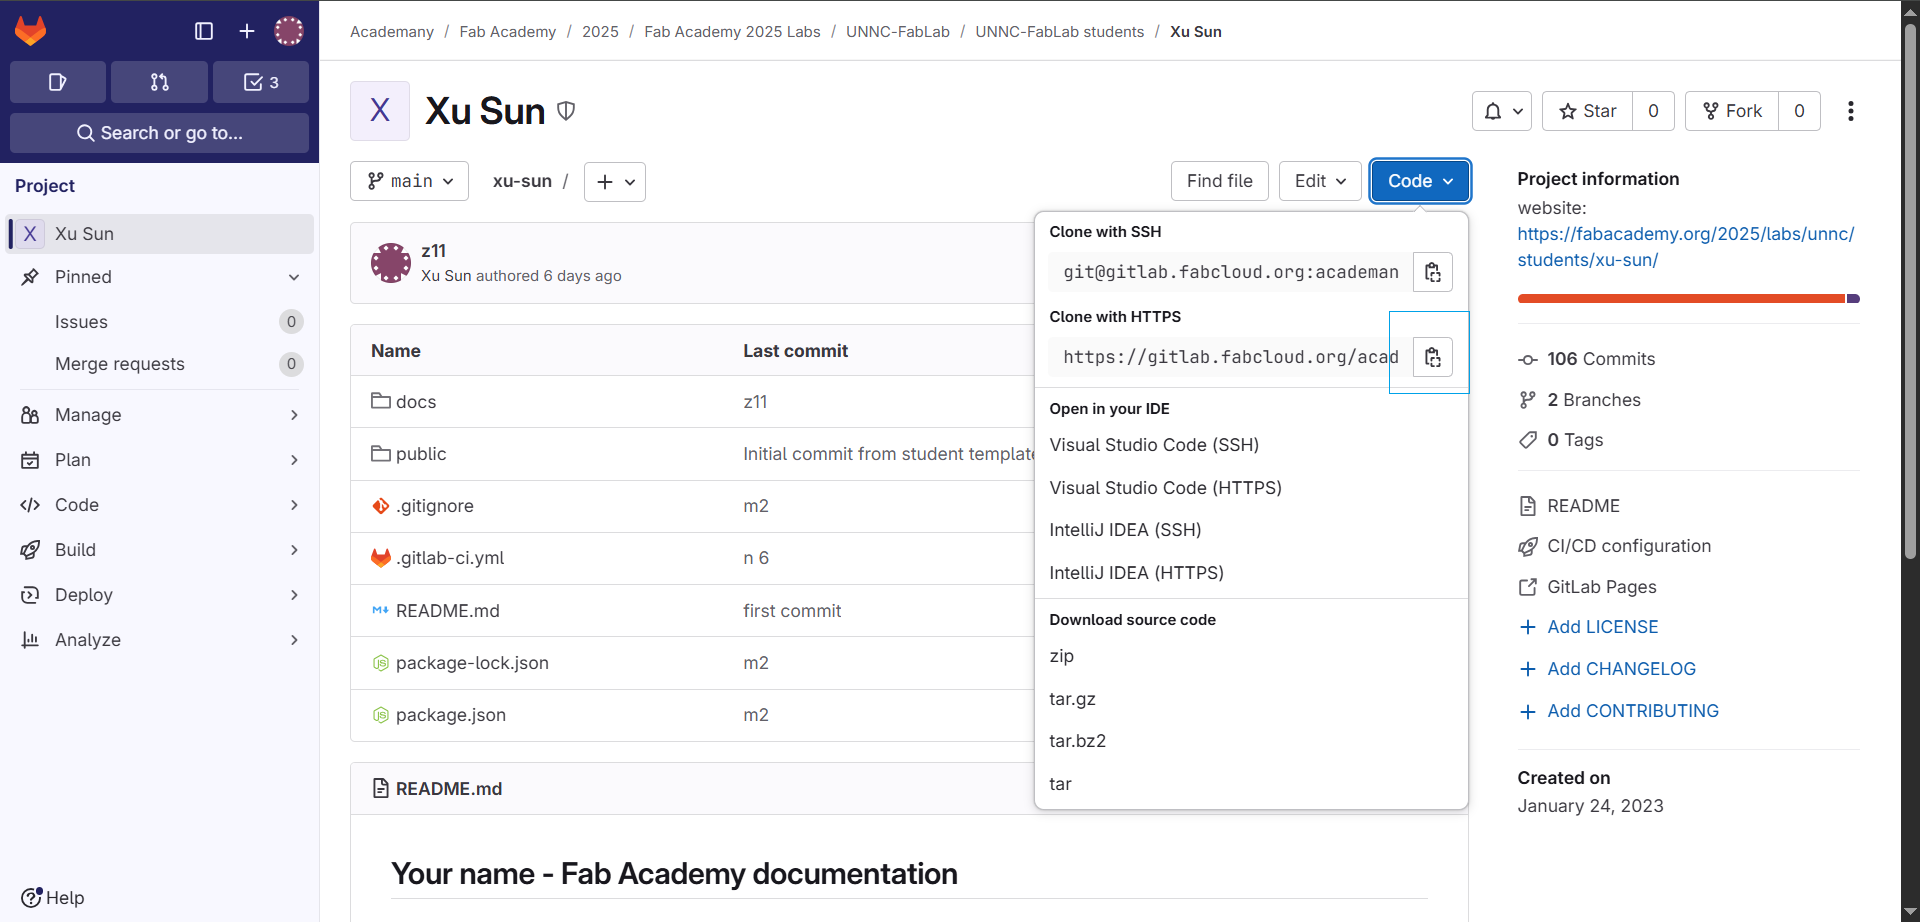 Academany / Fab Academy / 2025 / Fab Academy 2025 Labs / UNNC-FabLab / UNNC-FabLab students / Xu Sun
3
Search or go to...
Project
X Xu Sun
Pinned
Issues 0
Merge requests 0
Manage
Plan
Code
Build
Deploy
Analyze
Help
X Xu Sun
Star 0
Fork 0
main
xu-sun /
Find file
Edit
Code
z11
Xu Sun authored 6 days ago
Name Last commit
docs z11
public Initial commit from student template
.gitignore m2
.gitlab-ci.yml n 6
README.md first commit
package-lock.json m2
package.json m2
README.md
Your name - Fab Academy documentation
Clone with SSH
git@gitlab.fabcloud.org:academan
Clone with HTTPS
https://gitlab.fabcloud.org/acad
Open in your IDE
Visual Studio Code (SSH)
Visual Studio Code (HTTPS)
IntelliJ IDEA (SSH)
IntelliJ IDEA (HTTPS)
Download source code
zip
tar.gz
tar.bz2
tar
Project information
website:
https://fabacademy.org/2025/labs/unnc/
students/xu-sun/
106 Commits
2 Branches
0 Tags
README
CI/CD configuration
GitLab Pages
Add LICENSE
Add CHANGELOG
Add CONTRIBUTING
Created on
January 24, 2023